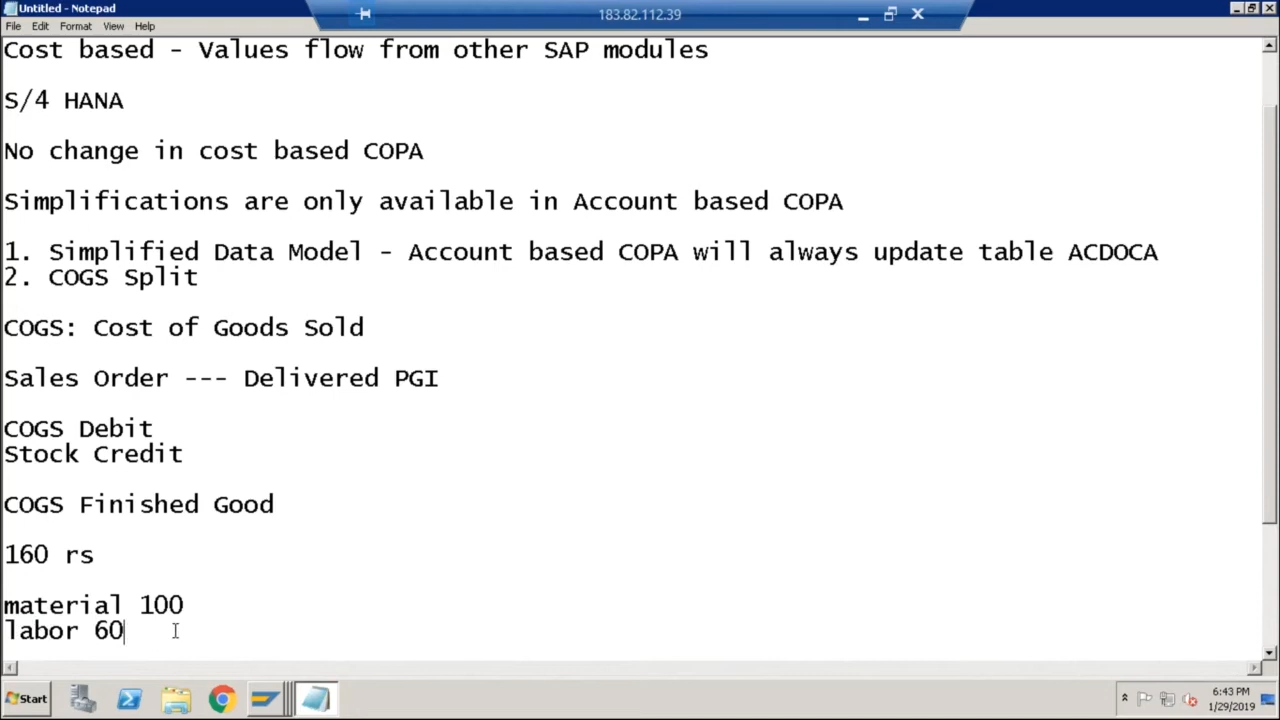 Untitled - Notepad
183.82.112.39
File Edit Format View Help
Cost based - Values flow from other SAP modules
S/4 HANA
No change in cost based COPA
Simplifications are only available in Account based COPA
1. Simplified Data Model - Account based COPA will always update table ACDOCA
2. COGS Split
COGS: Cost of Goods Sold
Sales Order --- Delivered PGI
COGS Debit
Stock Credit
COGS Finished Good
160 rs
material 100
labor 60
Start
6:43 PM
1/29/2019